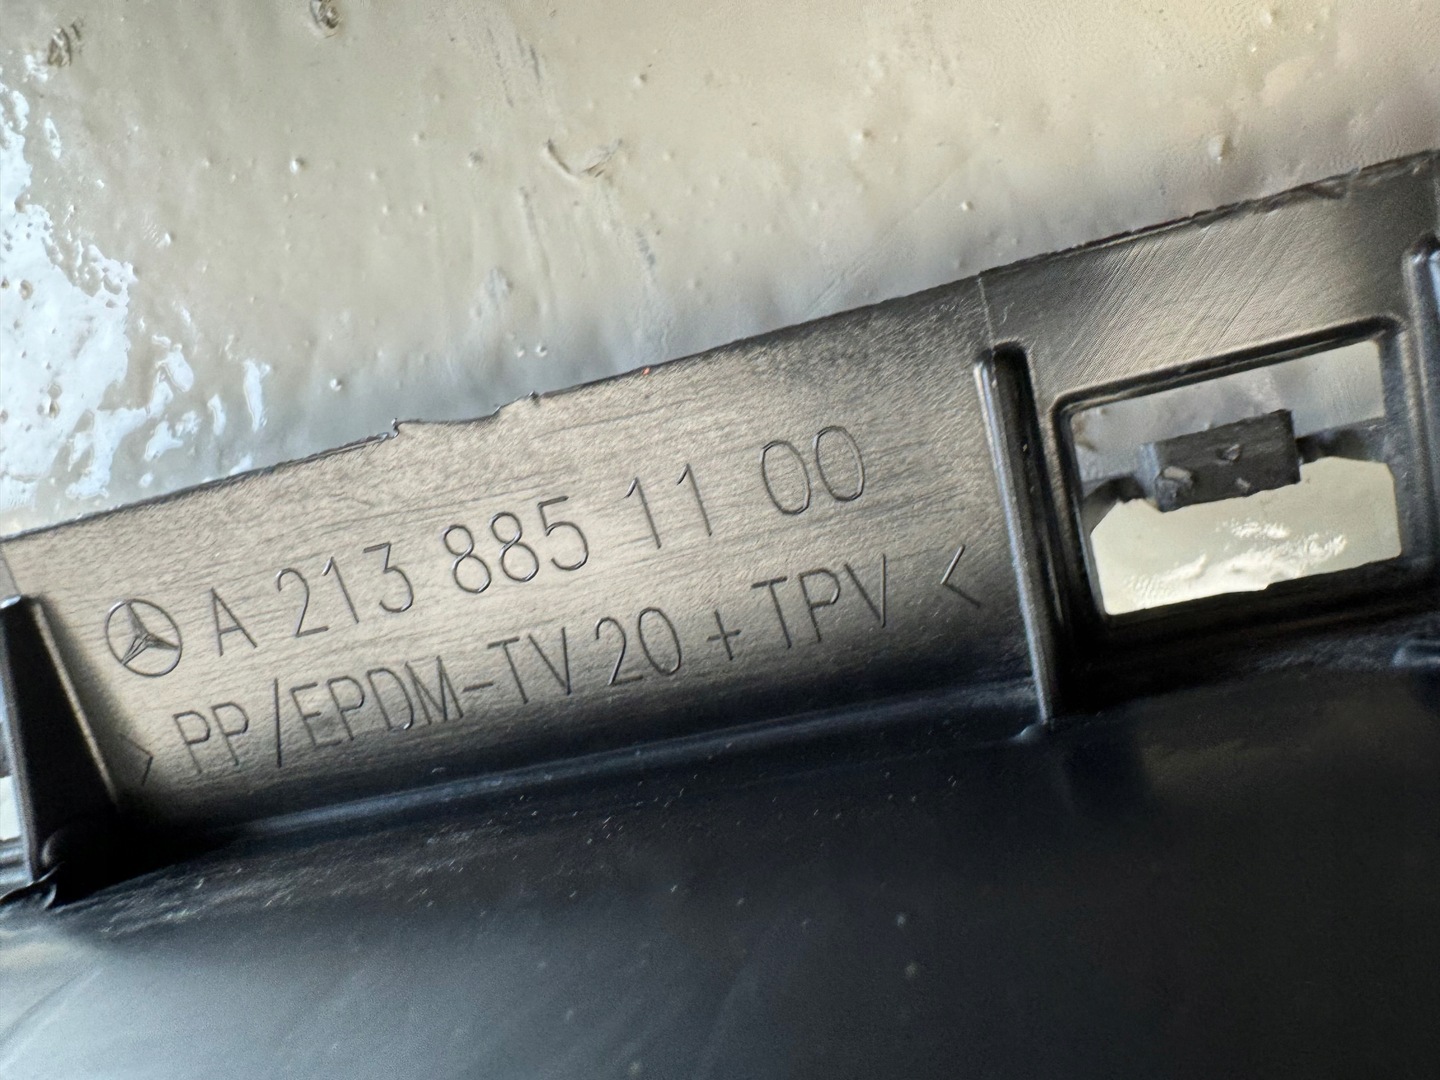 A 213 885 11 00
>PP/EPDM-TV 20 + TPV<